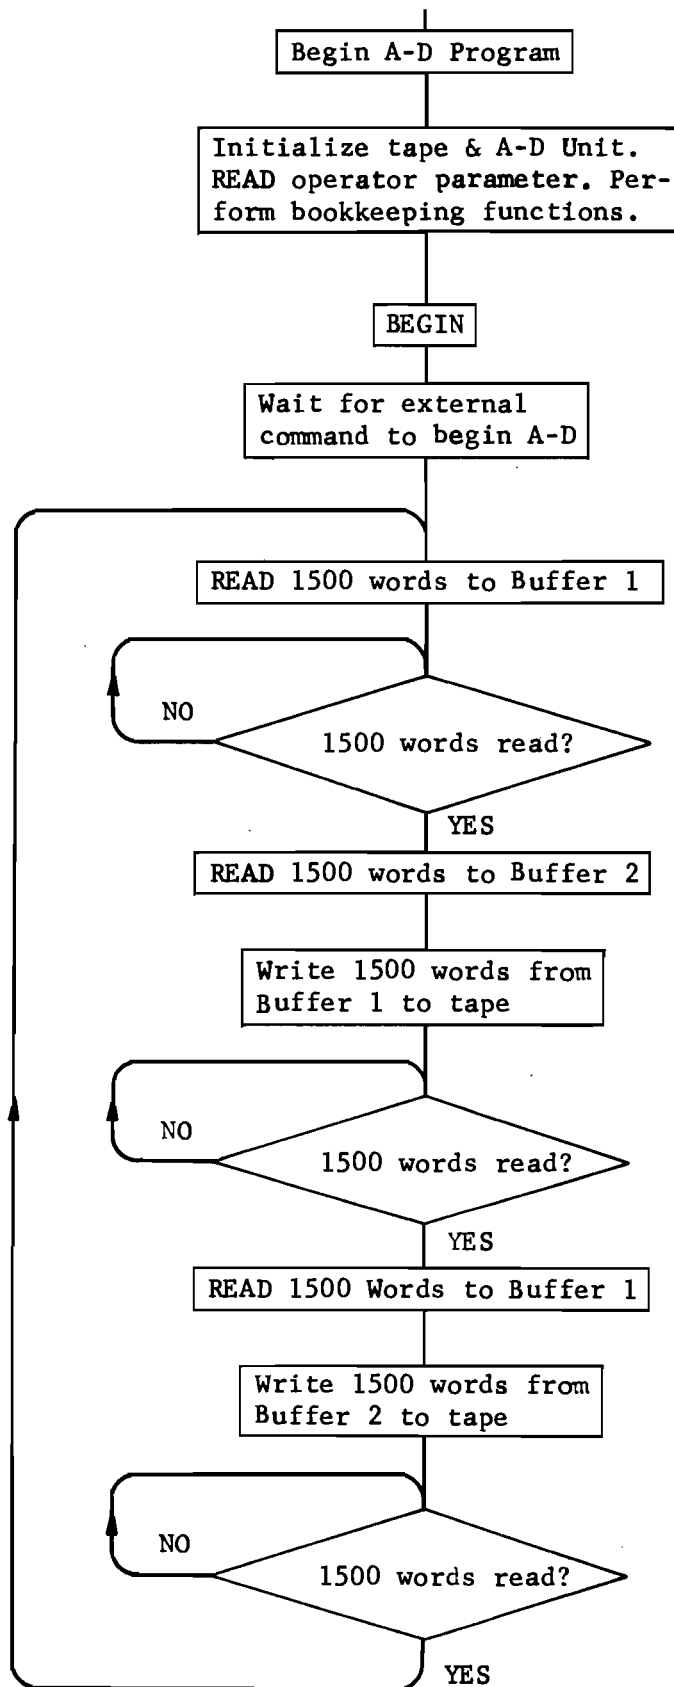 Begin A-D Program
Initialize tape & A-D Unit.
READ operator parameter. Per-
form bookkeeping functions.
BEGIN
Wait for external
command to begin A-D
READ 1500 words to Buffer 1
NO
1500 words read?
YES
READ 1500 words to Buffer 2
Write 1500 words from
Buffer 1 to tape
NO
1500 words read?
YES
READ 1500 Words to Buffer 1
Write 1500 words from
Buffer 2 to tape
NO
1500 words read?
YES